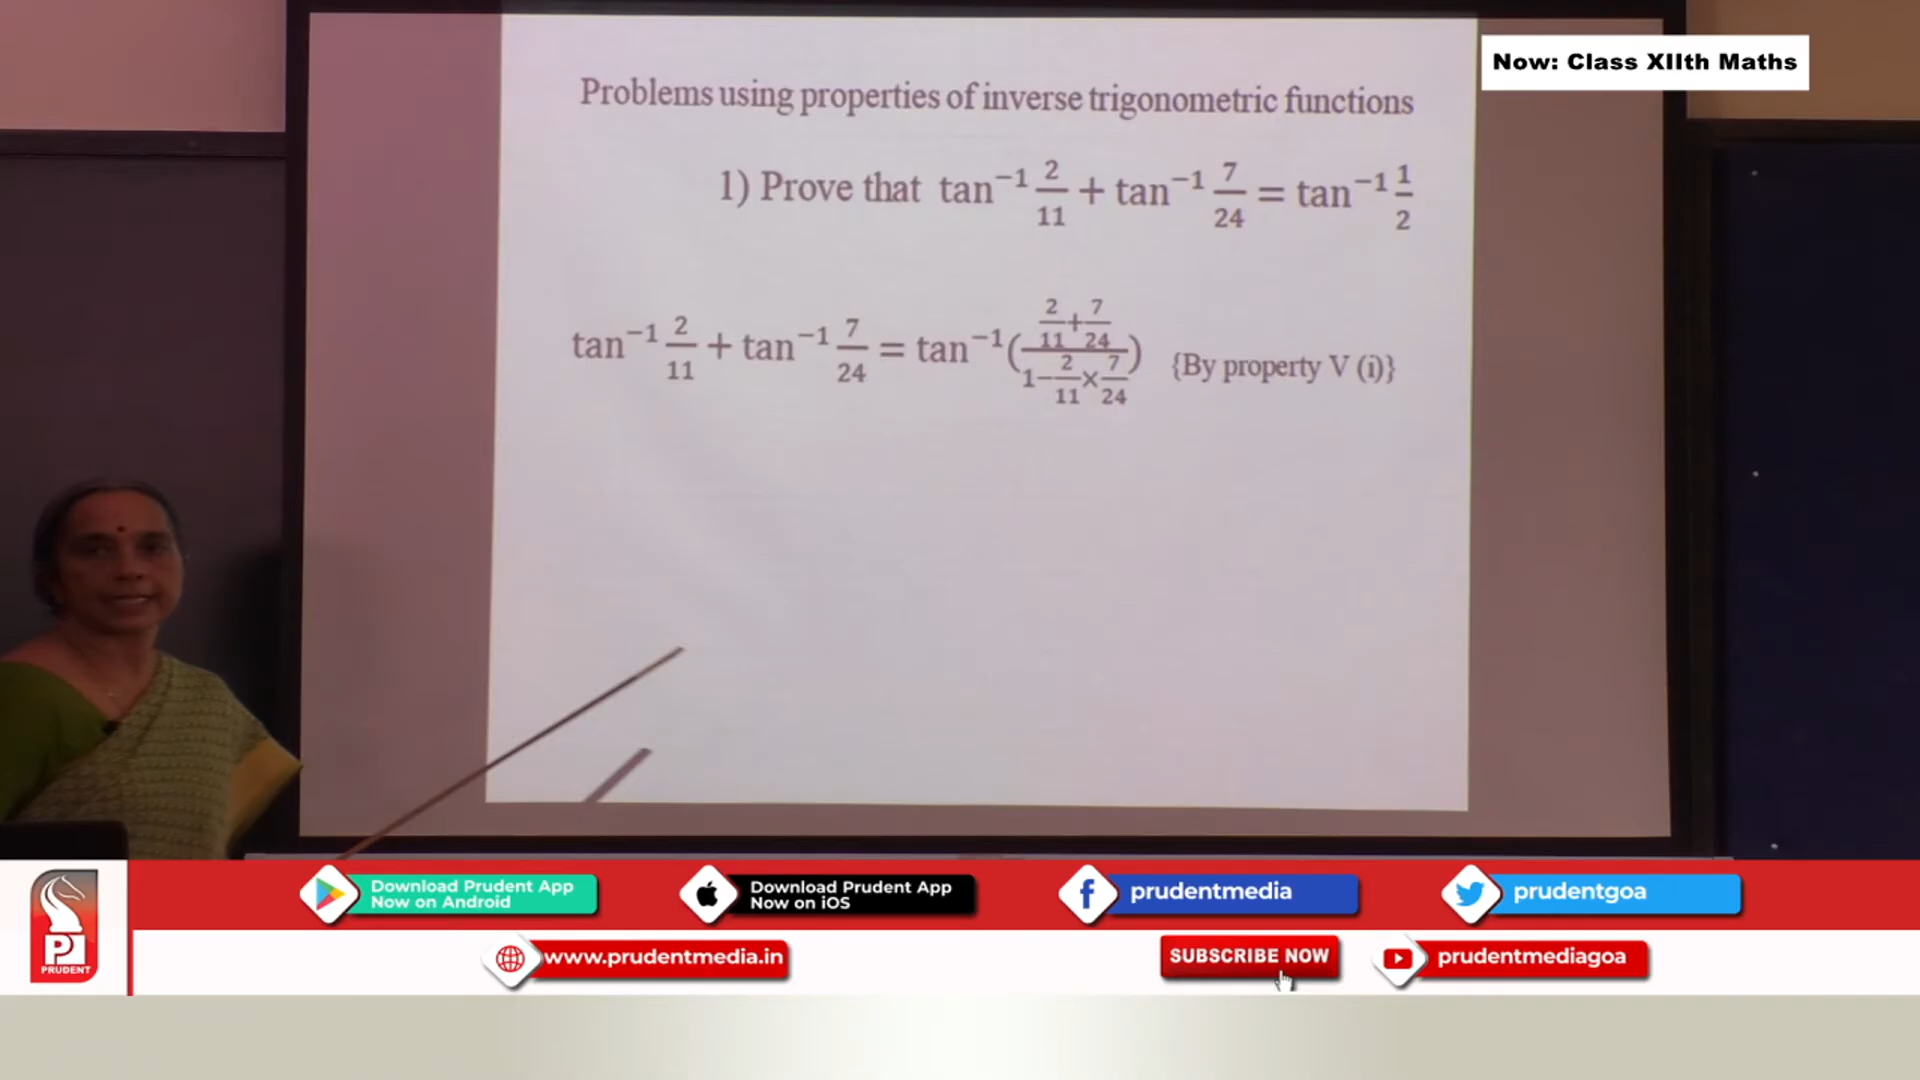 Now: Class XIIth Maths
Problems using properties of inverse trigonometric functions
1) Prove that tan⁻¹ 2/11 + tan⁻¹ 7/24 = tan⁻¹ 1/2
tan⁻¹ 2/11 + tan⁻¹ 7/24 = tan⁻¹((2/11 + 7/24)/(1 − 2/11 × 7/24)) {By property V (i)}
Download Prudent App
Now on Android
Download Prudent App
Now on iOS
prudentmedia
prudentgoa
PRUDENT
www.prudentmedia.in
SUBSCRIBE NOW
prudentmediagoa